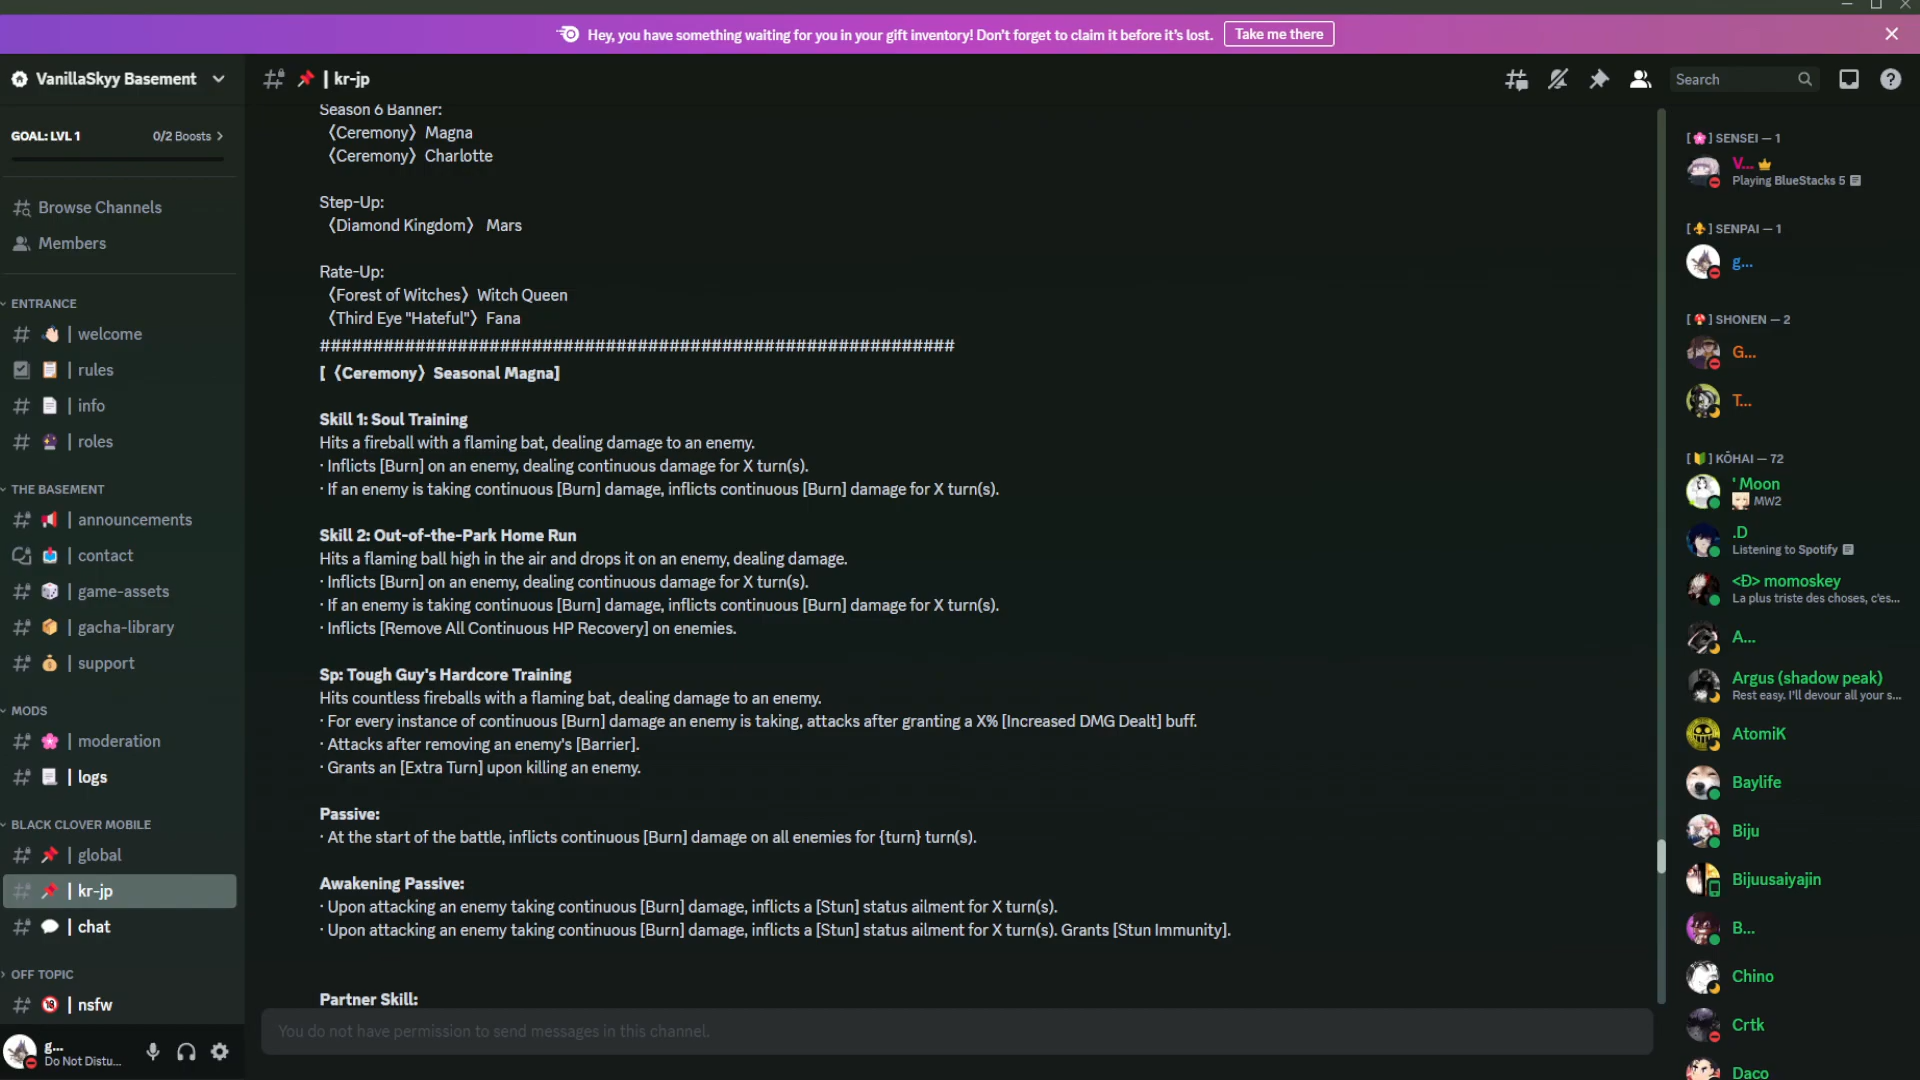 Hey, you have something waiting for you in your gift inventory! Don't forget to claim it before it's lost.
Take me there
VanillaSkyy Basement
GOAL: LVL 1
0/2 Boosts
Browse Channels
Members
ENTRANCE
| welcome
| rules
| info
| roles
THE BASEMENT
| announcements
| contact
| game-assets
| gacha-library
| support
MODS
| moderation
| logs
BLACK CLOVER MOBILE
| global
| kr-jp
| chat
OFF TOPIC
| nsfw
g...
Do Not Distu...
| kr-jp
Search
Season 6 Banner:
〈Ceremony〉 Magna
〈Ceremony〉 Charlotte
Step-Up:
〈Diamond Kingdom〉 Mars
Rate-Up:
〈Forest of Witches〉 Witch Queen
〈Third Eye "Hateful"〉 Fana
############################################################
[ 〈Ceremony〉 Seasonal Magna]
Skill 1: Soul Training
Hits a fireball with a flaming bat, dealing damage to an enemy.
· Inflicts [Burn] on an enemy, dealing continuous damage for X turn(s).
· If an enemy is taking continuous [Burn] damage, inflicts continuous [Burn] damage for X turn(s).
Skill 2: Out-of-the-Park Home Run
Hits a flaming ball high in the air and drops it on an enemy, dealing damage.
· Inflicts [Burn] on an enemy, dealing continuous damage for X turn(s).
· If an enemy is taking continuous [Burn] damage, inflicts continuous [Burn] damage for X turn(s).
· Inflicts [Remove All Continuous HP Recovery] on enemies.
Sp: Tough Guy's Hardcore Training
Hits countless fireballs with a flaming bat, dealing damage to an enemy.
· For every instance of continuous [Burn] damage an enemy is taking, attacks after granting a X% [Increased DMG Dealt] buff.
· Attacks after removing an enemy's [Barrier].
· Grants an [Extra Turn] upon killing an enemy.
Passive:
· At the start of the battle, inflicts continuous [Burn] damage on all enemies for {turn} turn(s).
Awakening Passive:
· Upon attacking an enemy taking continuous [Burn] damage, inflicts a [Stun] status ailment for X turn(s).
· Upon attacking an enemy taking continuous [Burn] damage, inflicts a [Stun] status ailment for X turn(s). Grants [Stun Immunity].
Partner Skill:
You do not have permission to send messages in this channel.
[🌸] SENSEI — 1
V...
Playing BlueStacks 5
[⚜️] SENPAI — 1
g...
[🍄] SHONEN — 2
G...
T...
[🔰] KŌHAI — 72
' Moon
MW2
.D
Listening to Spotify
<Đ> momoskey
La plus triste des choses, c'es...
A...
Argus (shadow peak)
Rest easy. I'll devour all your s...
AtomiK
Baylife
Biju
Bijuusaiyajin
B...
Chino
Crtk
Daco